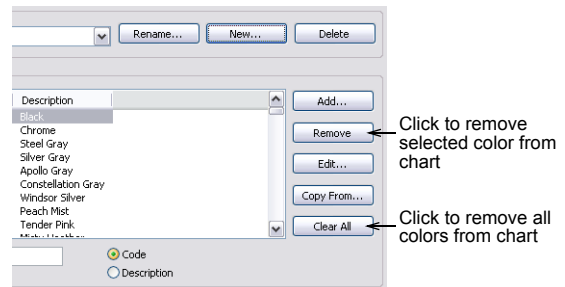 Rename... New... Delete
Description
Black
Chrome
Steel Gray
Silver Gray
Apollo Gray
Constellation Gray
Windsor Silver
Peach Mist
Tender Pink
Misty Heather
Add...
Remove
Edit...
Copy From...
Clear All
Click to remove
selected color from
chart
Click to remove all
colors from chart
Code
Description